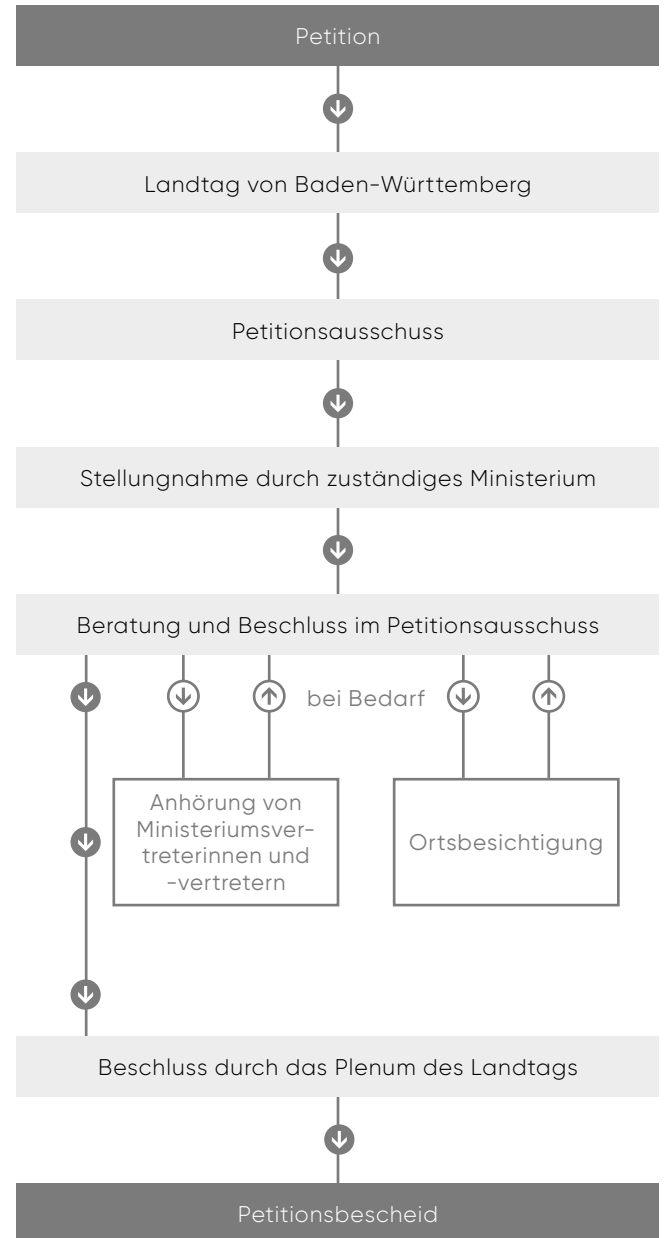 Petition
Landtag von Baden-Württemberg
Petitionsausschuss
Stellungnahme durch zuständiges Ministerium
Beratung und Beschluss im Petitionsausschuss
bei Bedarf
Anhörung von
Ministeriumsver-
treterinnen und
-vertretern
Ortsbesichtigung
Beschluss durch das Plenum des Landtags
Petitionsbescheid